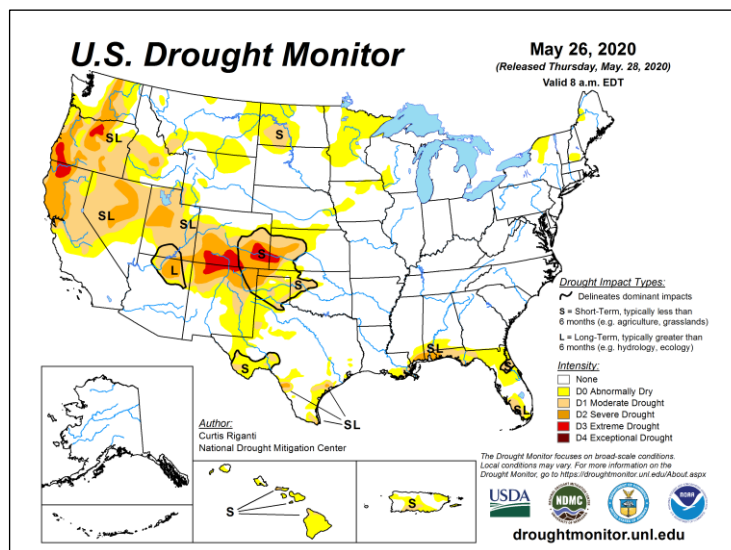 U.S. Drought Monitor
May 26, 2020
(Released Thursday, May. 28, 2020)
Valid 8 a.m. EDT
S
SL
SL
SL
L
S
S
S
SL
SL
S
SL
Drought Impact Types:
Delineates dominant impacts
S = Short-Term, typically less than
6 months (e.g. agriculture, grasslands)
L = Long-Term, typically greater than
6 months (e.g. hydrology, ecology)
Intensity:
None
D0 Abnormally Dry
D1 Moderate Drought
D2 Severe Drought
D3 Extreme Drought
D4 Exceptional Drought
Author:
Curtis Riganti
National Drought Mitigation Center
S
S
The Drought Monitor focuses on broad-scale conditions.
Local conditions may vary. For more information on the
Drought Monitor, go to https://droughtmonitor.unl.edu/About.aspx
USDA
NDMC
NOAA
droughtmonitor.unl.edu